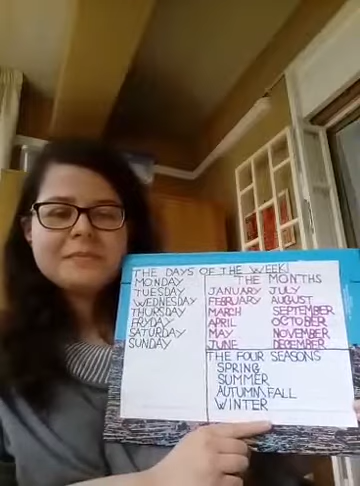 THE DAYS OF THE WEEK!
MONDAY
TUESDAY
WEDNESDAY
THURSDAY
FRYDAY
SATURDAY
SUNDAY
THE MONTHS
JANUARY JULY
FEBRUARY AUGUST
MARCH SEPTEMBER
APRIL OCTOBER
MAY NOVEMBER
JUNE DECEMBER
THE FOUR SEASONS
SPRING
SUMMER
AUTUMN\FALL
WINTER